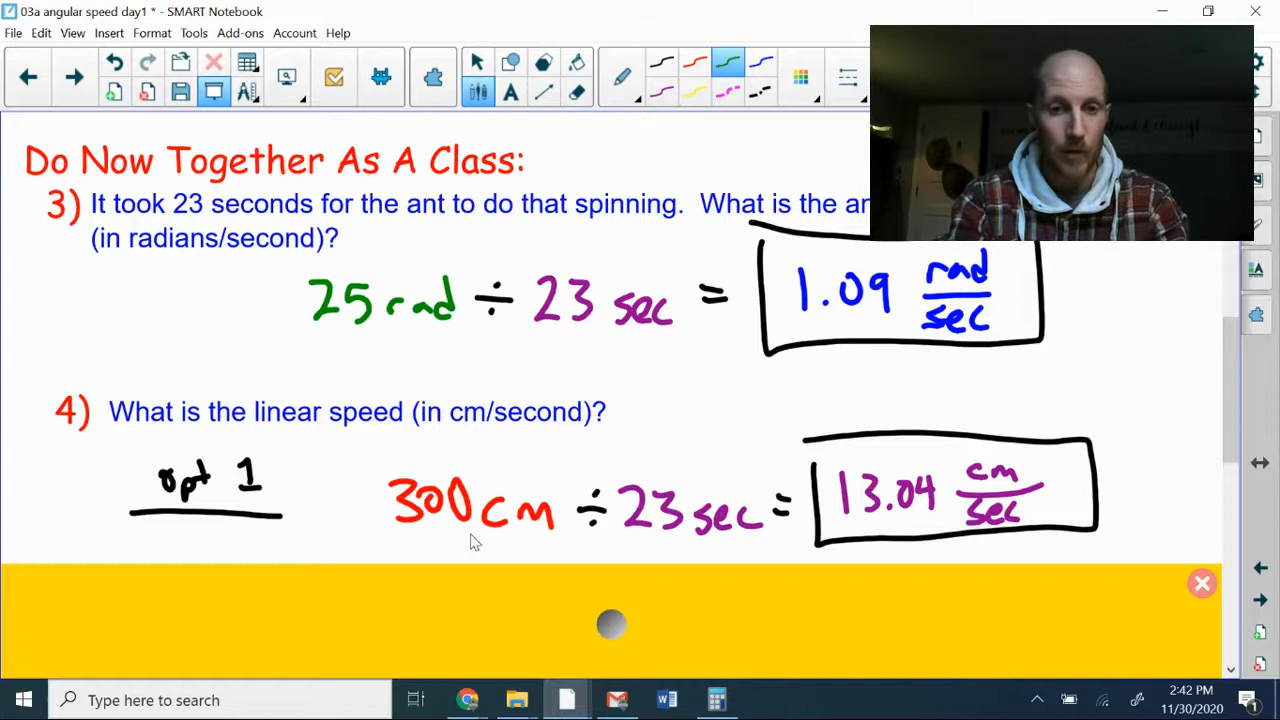 03a angular speed day1 * - SMART Notebook
File Edit View Insert Format Tools Add-ons Account Help
Do Now Together As A Class:
3) It took 23 seconds for the ant to do that spinning. What is the an
(in radians/second)?
25 rad ÷ 23 sec = 1.09 rad/sec
4) What is the linear speed (in cm/second)?
opt 1
300 cm ÷ 23 sec = 13.04 cm/sec
Type here to search
2:42 PM
11/30/2020
1